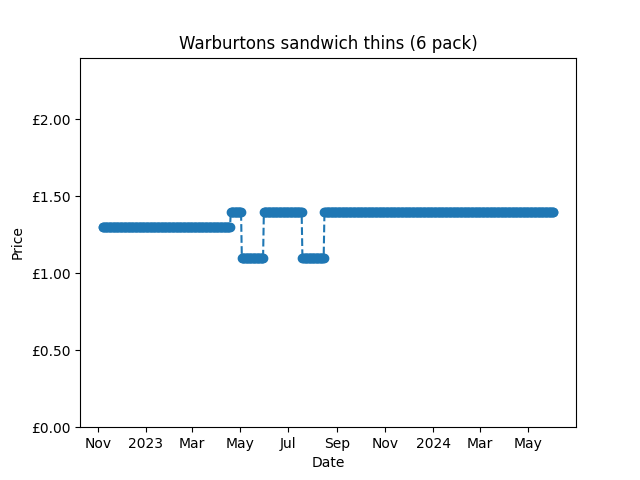 Warburtons sandwich thins (6 pack)
£2.00
£1.50
£1.00
£0.50
£0.00
Price
Nov 2023 Mar May Jul Sep Nov 2024 Mar May
Date